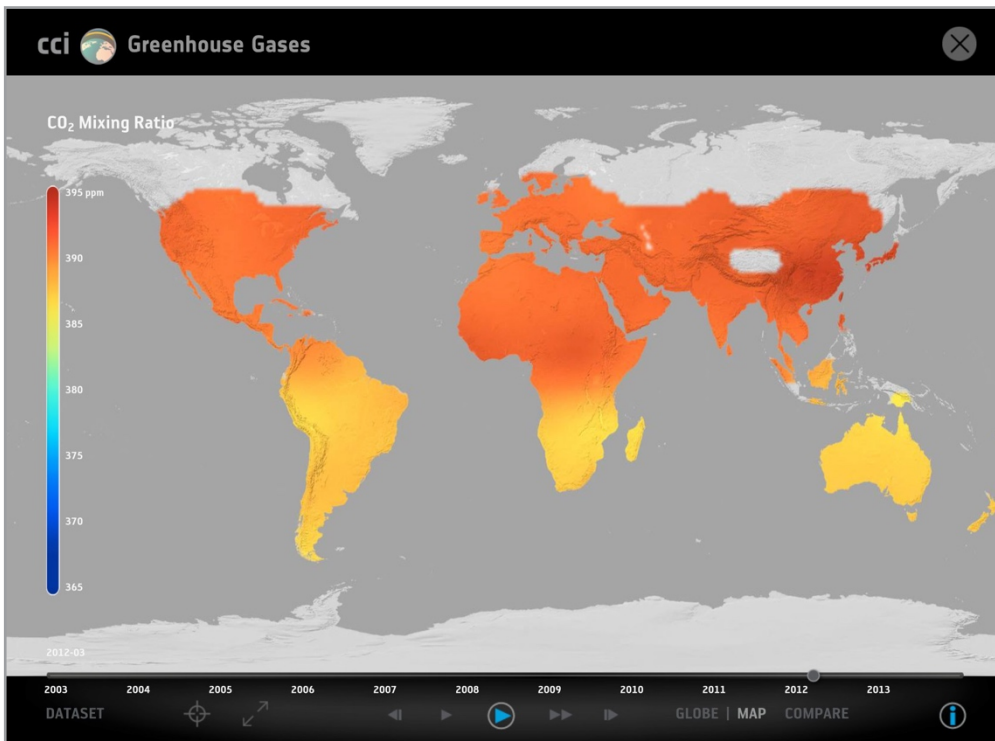 cci Greenhouse Gases
CO₂ Mixing Ratio
395 ppm
390
385
380
375
370
365
2012-03
2003 2004 2005 2006 2007 2008 2009 2010 2011 2012 2013
DATASET GLOBE | MAP COMPARE i